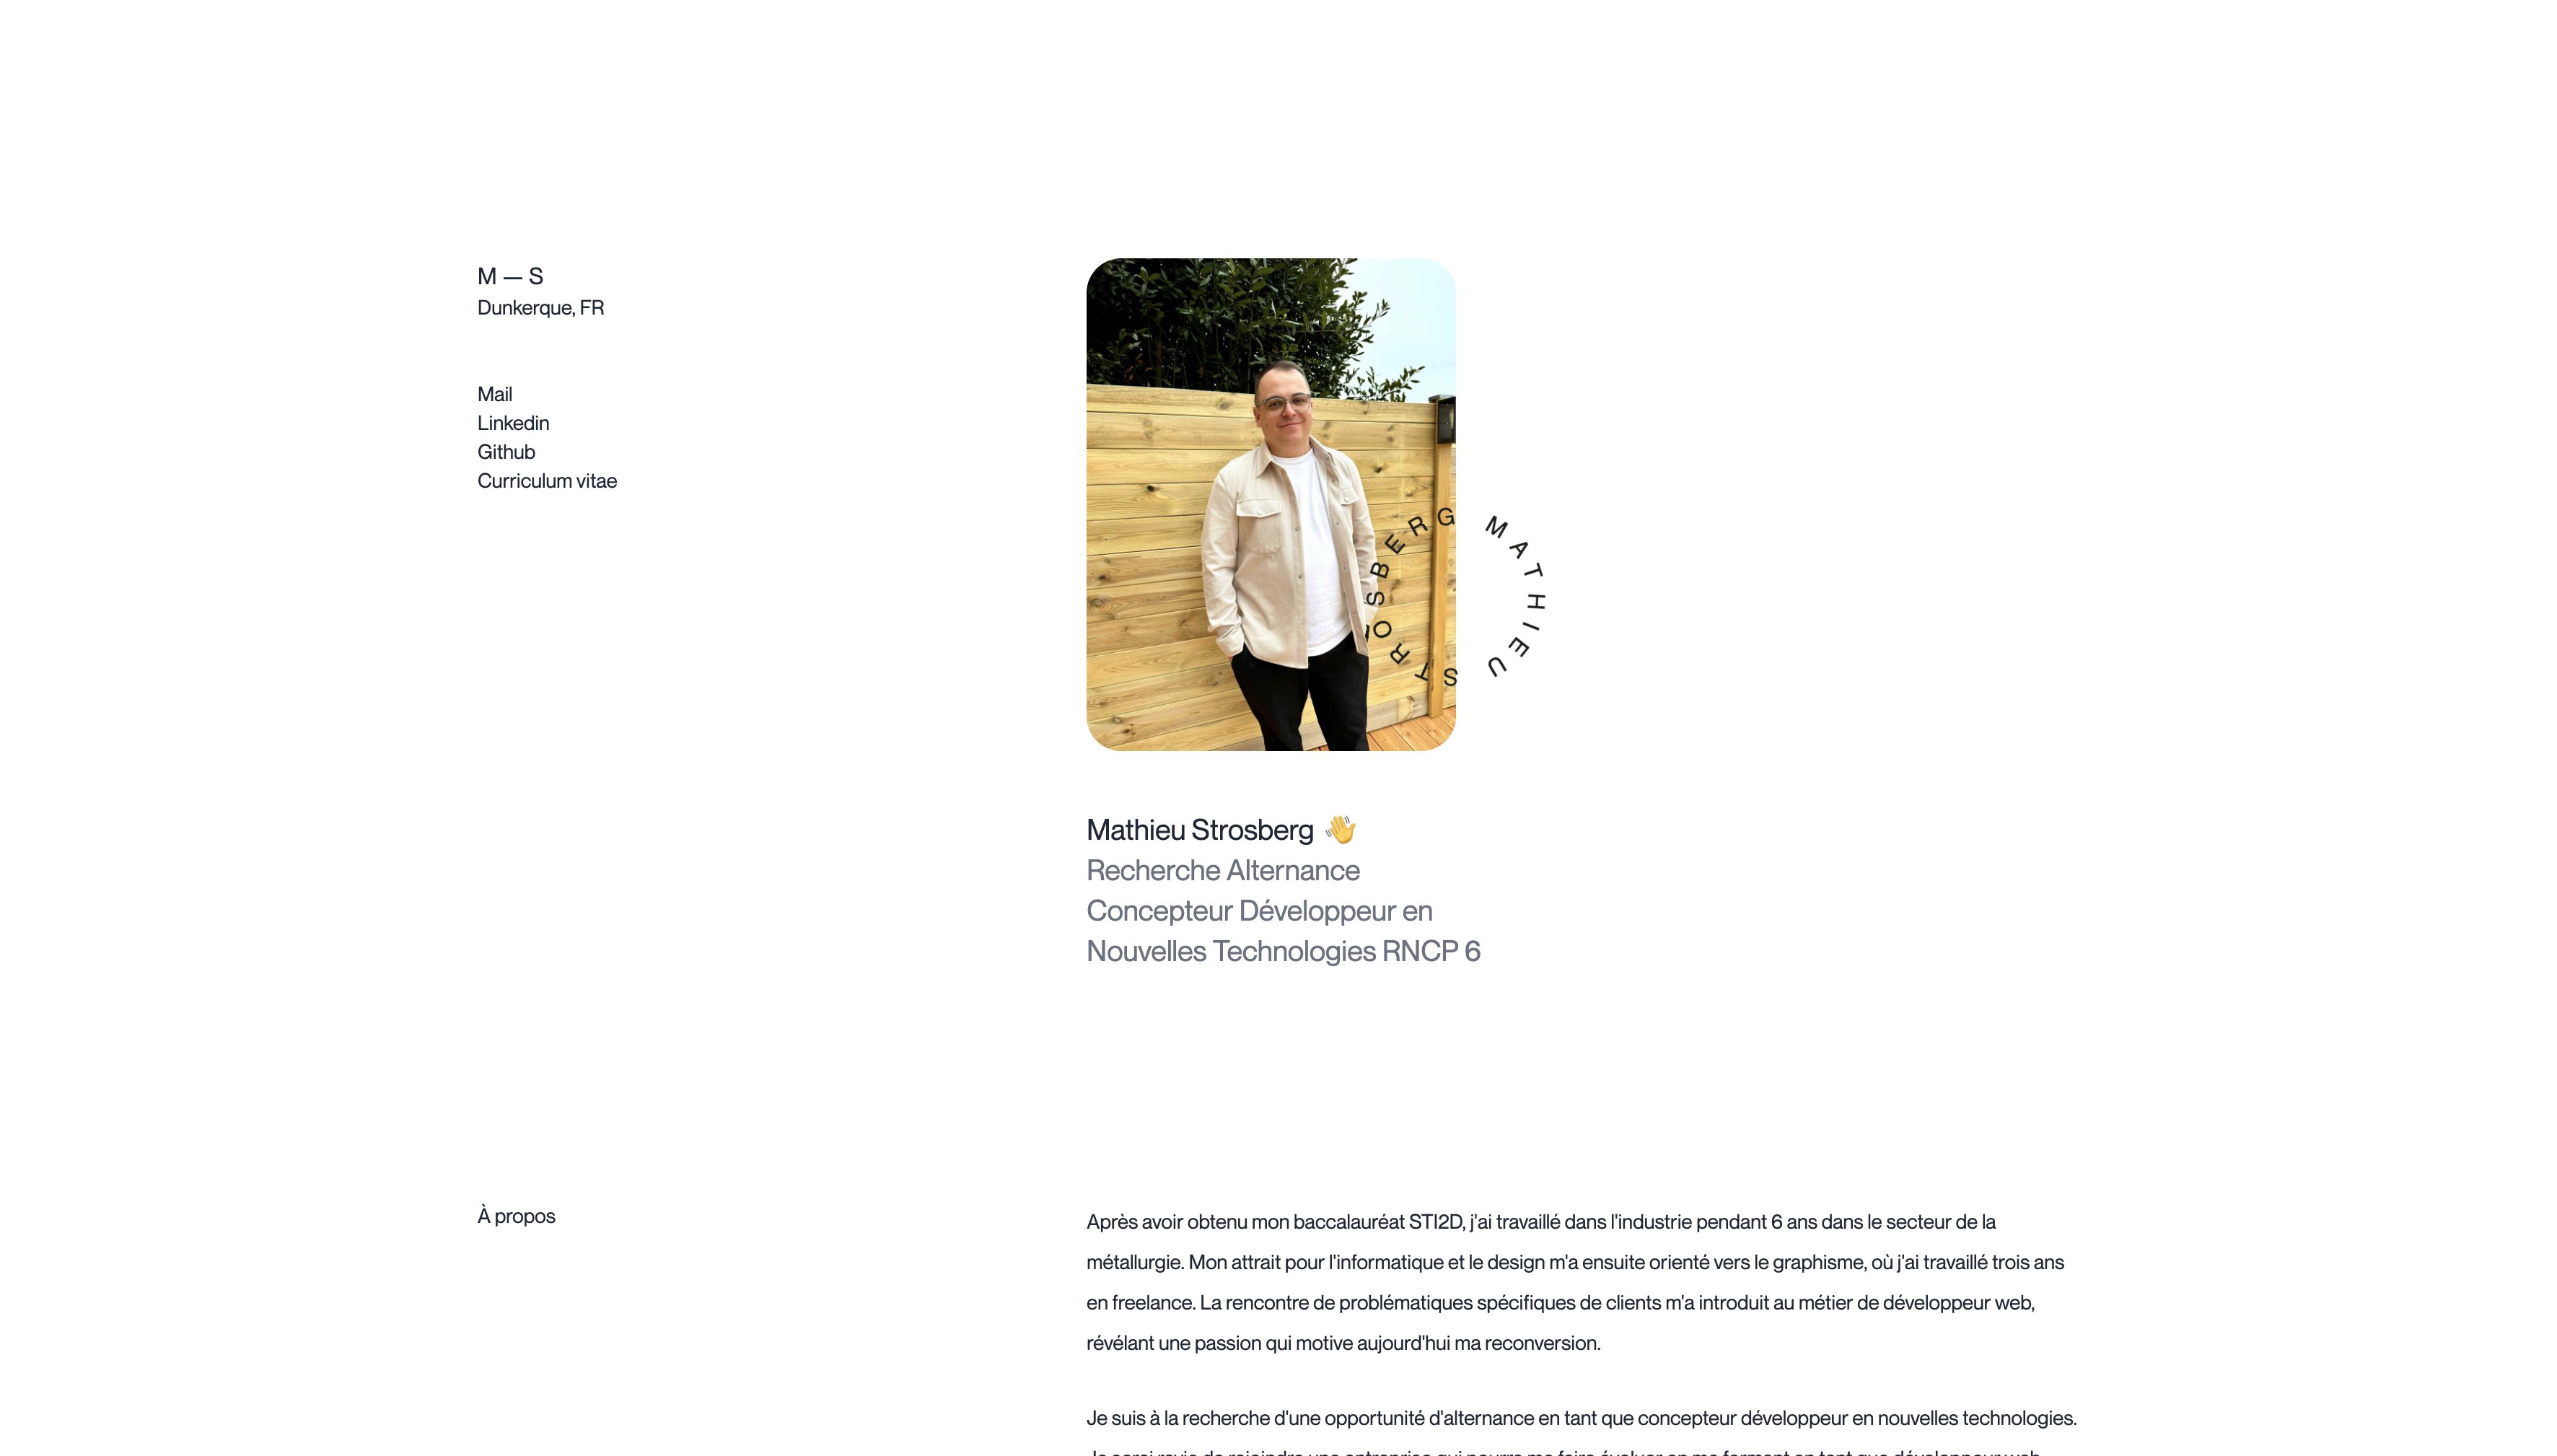 M — S
Dunkerque, FR
Mail
Linkedin
Github
Curriculum vitae
MATHIEU STROSBERG
Mathieu Strosberg 👋
Recherche Alternance
Concepteur Développeur en
Nouvelles Technologies RNCP 6
À propos
Après avoir obtenu mon baccalauréat STI2D, j'ai travaillé dans l'industrie pendant 6 ans dans le secteur de la
métallurgie. Mon attrait pour l'informatique et le design m'a ensuite orienté vers le graphisme, où j'ai travaillé trois ans
en freelance. La rencontre de problématiques spécifiques de clients m'a introduit au métier de développeur web,
révélant une passion qui motive aujourd'hui ma reconversion.
Je suis à la recherche d'une opportunité d'alternance en tant que concepteur développeur en nouvelles technologies.